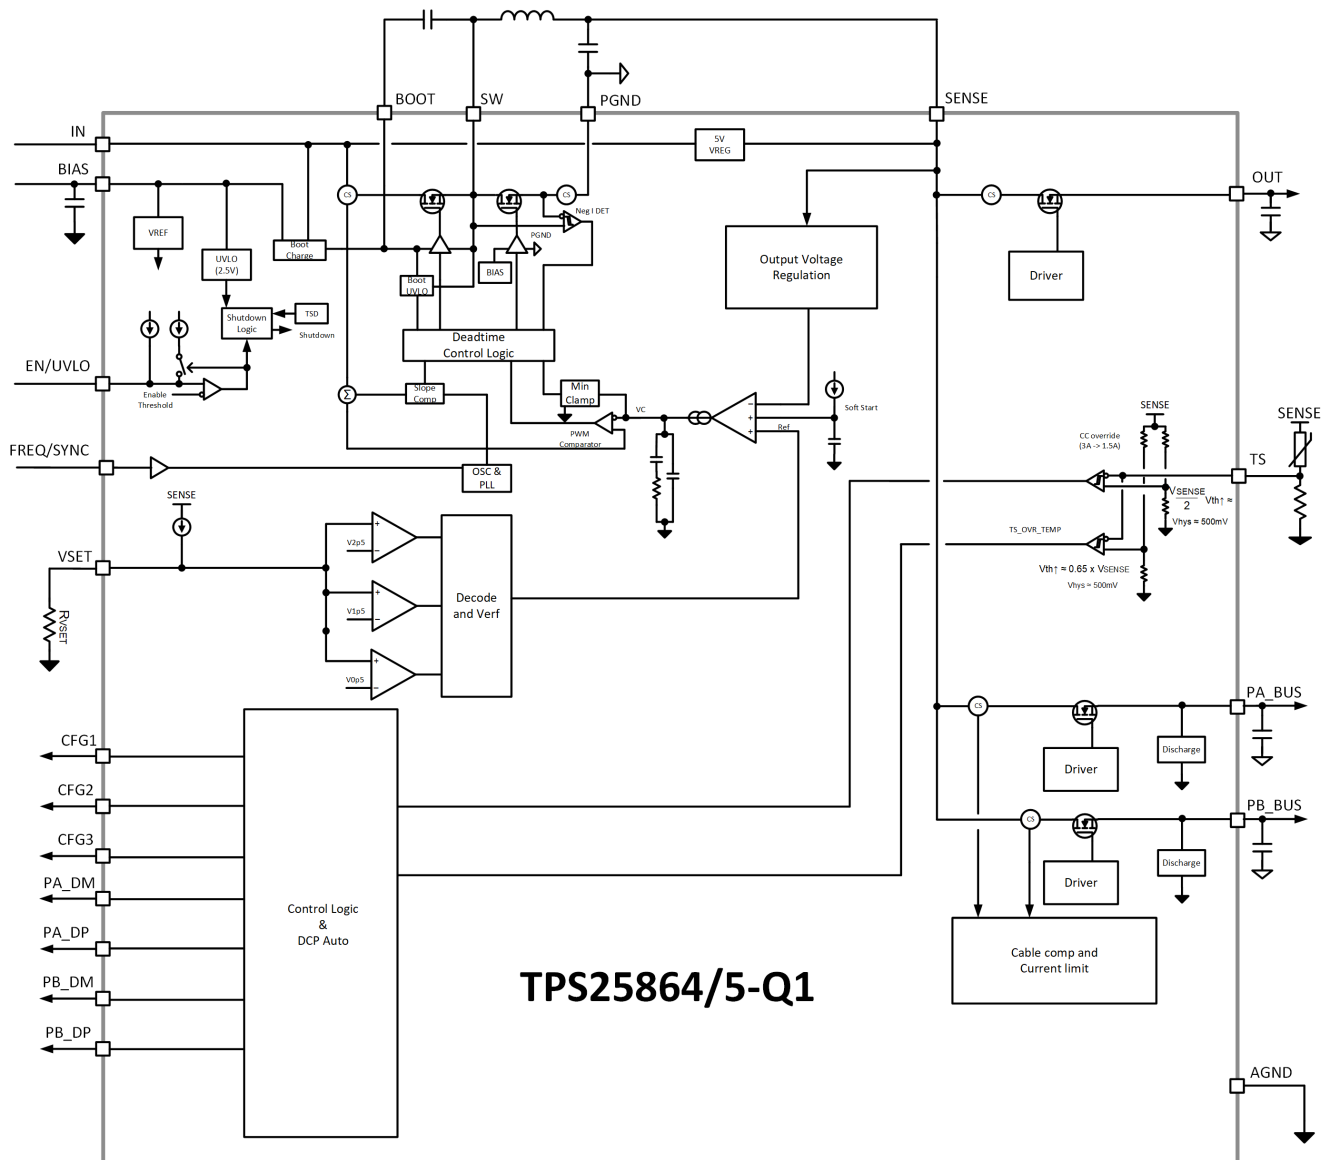 BOOT
SW
PGND
SENSE
IN
5V
VREG
BIAS
CS
CS
CS
OUT
Neg I DET
PGND
VREF
Boot
Charge
UVLO
(2.5V)
Boot
UVLO
BIAS
Output Voltage
Regulation
Driver
Shutdown
Logic
TSD
Shutdown
Deadtime
Control Logic
EN/UVLO
Enable
Threshold
Σ
Slope
Comp
Min
Clamp
VC
PWM
Comparator
Soft Start
Ref
SENSE
SENSE
CC override
(3A -> 1.5A)
FREQ/SYNC
OSC &
PLL
TS
SENSE
VSENSE
2
Vth↑ ≈
Vhys ≈ 500mV
TS_OVR_TEMP
Vth↑ ≈ 0.65 x VSENSE
Vhys ≈ 500mV
VSET
RVSET
V2p5
V1p5
V0p5
Decode
and Verf
CS
PA_BUS
Discharge
Driver
CFG1
CFG2
CFG3
PA_DM
PA_DP
PB_DM
PB_DP
Control Logic
&
DCP Auto
CS
PB_BUS
Discharge
Driver
Cable comp and
Current limit
TPS25864/5-Q1
AGND